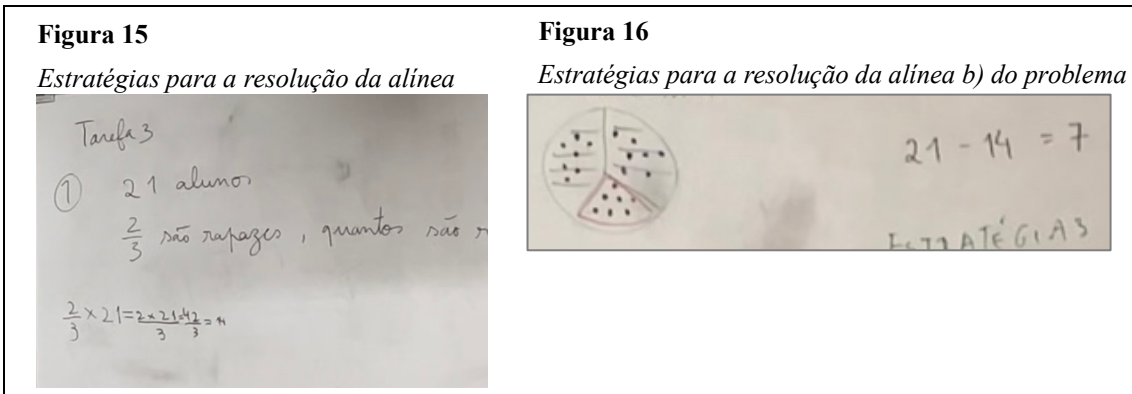 Figura 15
Estratégias para a resolução da alínea
Tarefa 3
① 21 alunos
2/3 são rapazes, quantos são r
2/3 × 21 = 2×21/3 = 42/3 =
Figura 16
Estratégias para a resolução da alínea b) do problema
21 - 14 = 7
ESTRATÉGIAS